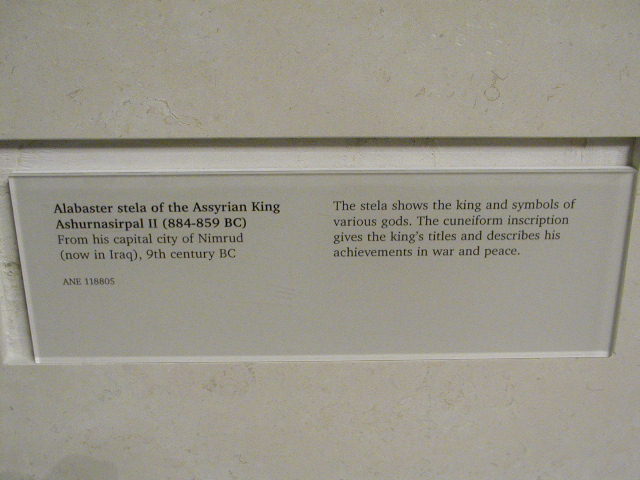 Alabaster stela of the Assyrian King
Ashurnasirpal II (884-859 BC)
From his capital city of Nimrud
(now in Iraq), 9th century BC
ANE 118805
The stela shows the king and symbols of
various gods. The cuneiform inscription
gives the king's titles and describes his
achievements in war and peace.